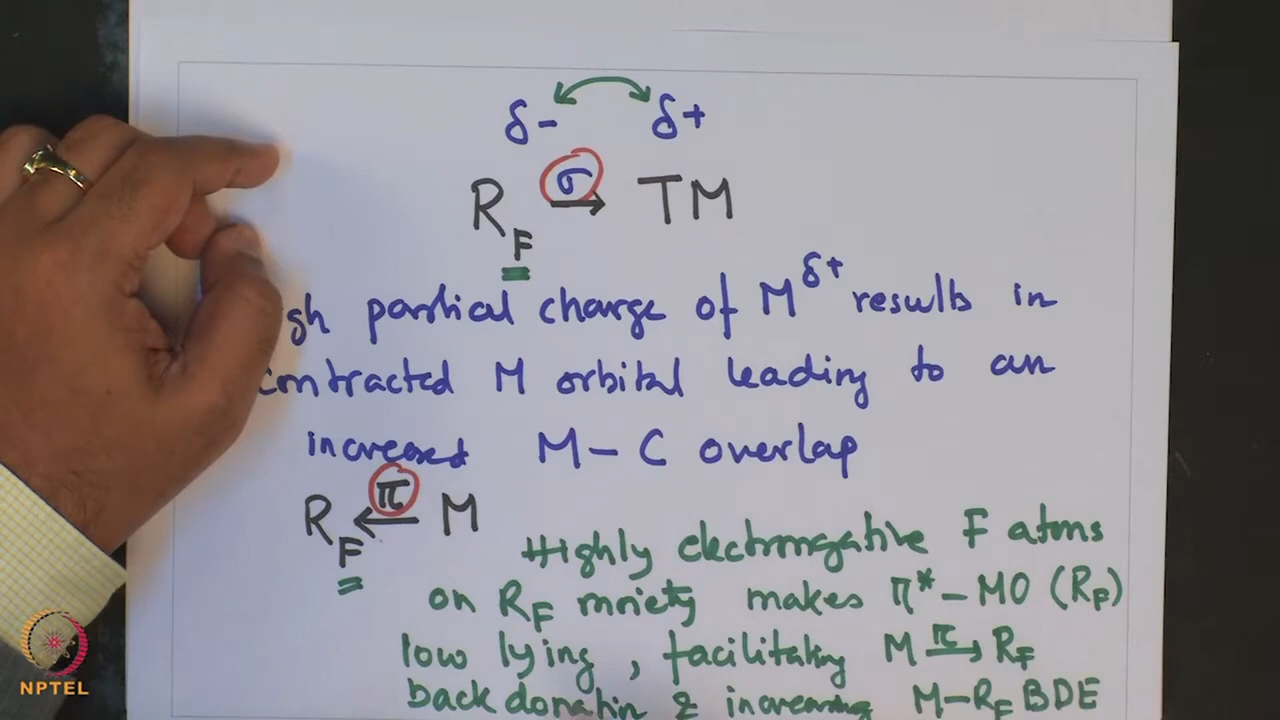 δ- δ+
R_F →σ TM
gh partial charge of M^δ+ results in
contracted M orbital leading to an
increased M - C overlap
R_F ←π M
Highly electronegative F atoms
on R_F moiety makes π* - MO (R_F)
low lying, facilitating M →π R_F
back donation & increasing M-R_F BDE
NPTEL